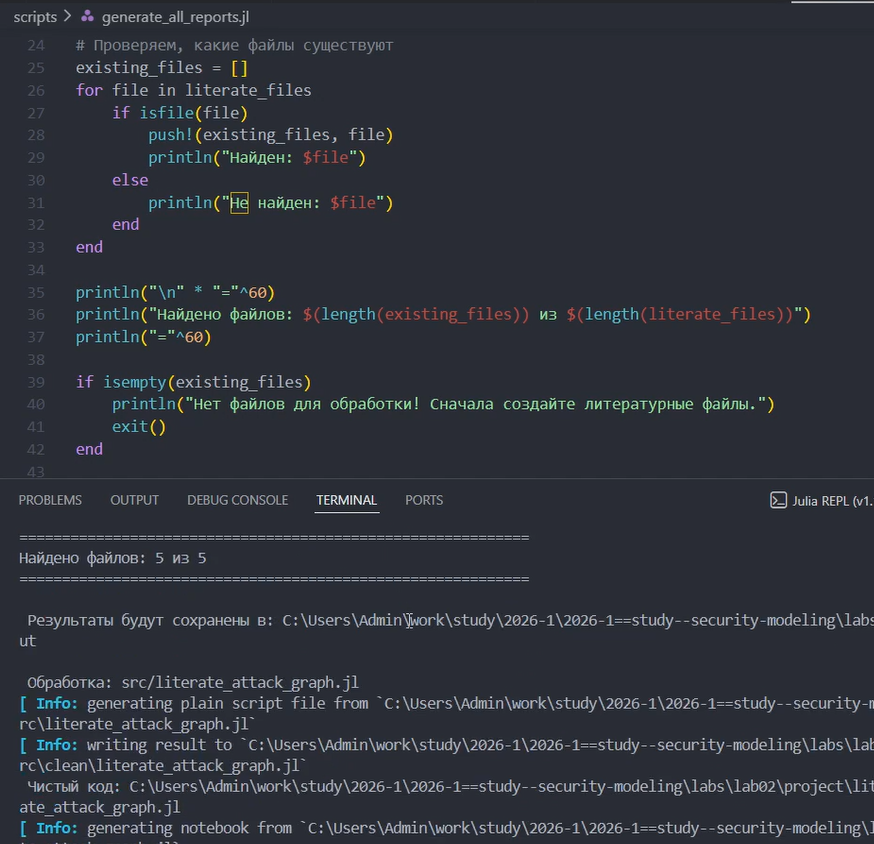 scripts > generate_all_reports.jl
24 # Проверяем, какие файлы существуют
25 existing_files = []
26 for file in literate_files
27     if isfile(file)
28         push!(existing_files, file)
29         println("Найден: $file")
30     else
31         println("Не найден: $file")
32     end
33 end
34
35 println("\n" * "="^60)
36 println("Найдено файлов: $(length(existing_files)) из $(length(literate_files))")
37 println("="^60)
38
39 if isempty(existing_files)
40     println("Нет файлов для обработки! Сначала создайте литературные файлы.")
41     exit()
42 end
43
PROBLEMS OUTPUT DEBUG CONSOLE TERMINAL PORTS Julia REPL (v1.
============================================================
Найдено файлов: 5 из 5
============================================================
Результаты будут сохранены в: C:\Users\Admin\work\study\2026-1\2026-1==study--security-modeling\labs
ut
Обработка: src/literate_attack_graph.jl
[ Info: generating plain script file from `C:\Users\Admin\work\study\2026-1\2026-1==study--security-m
rc\literate_attack_graph.jl`
[ Info: writing result to `C:\Users\Admin\work\study\2026-1\2026-1==study--security-modeling\labs\lab
rc\clean\literate_attack_graph.jl`
Чистый код: C:\Users\Admin\work\study\2026-1\2026-1==study--security-modeling\labs\lab02\project\lit
ate_attack_graph.jl
[ Info: generating notebook from `C:\Users\Admin\work\study\2026-1\2026-1==study--security-modeling\l